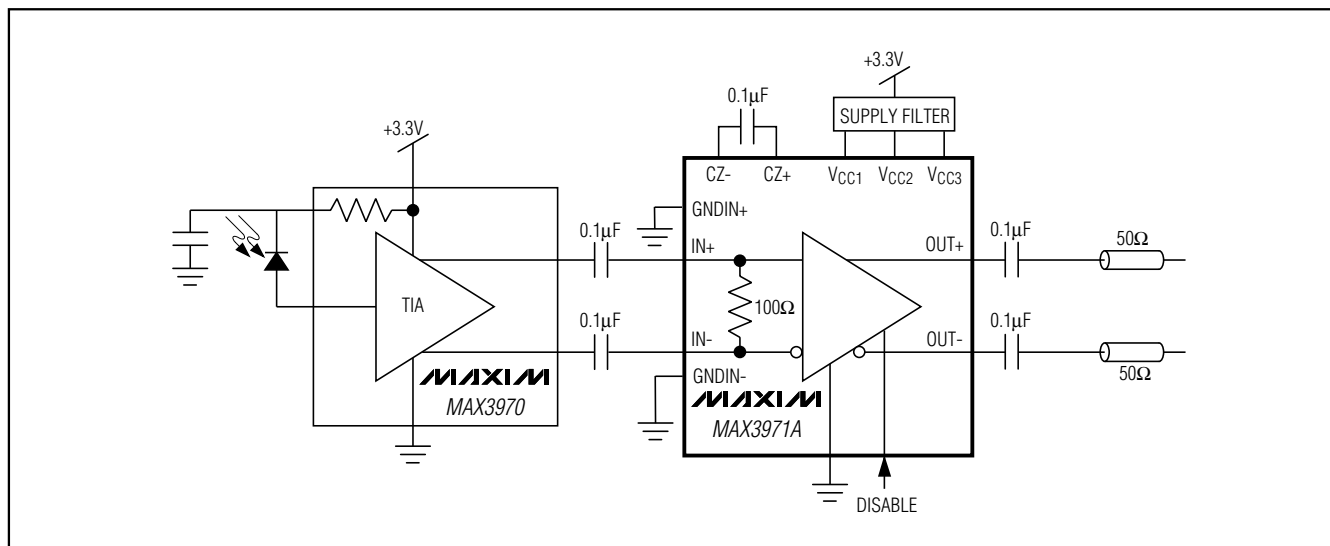 +3.3V
0.1µF
SUPPLY FILTER
+3.3V
CZ- CZ+ VCC1 VCC2 VCC3
GNDIN+
0.1µF IN+ OUT+ 0.1µF 50Ω
TIA
100Ω
0.1µF IN- OUT- 0.1µF
50Ω
GNDIN-
MAXIM
MAX3970
MAXIM
MAX3971A
DISABLE